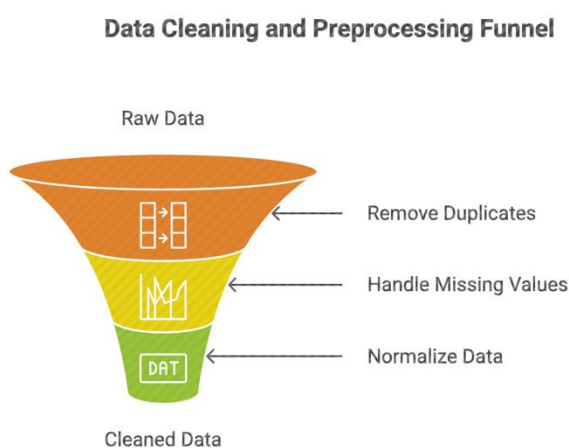 Data Cleaning and Preprocessing Funnel
Raw Data
Remove Duplicates
Handle Missing Values
Normalize Data
DAT
Cleaned Data